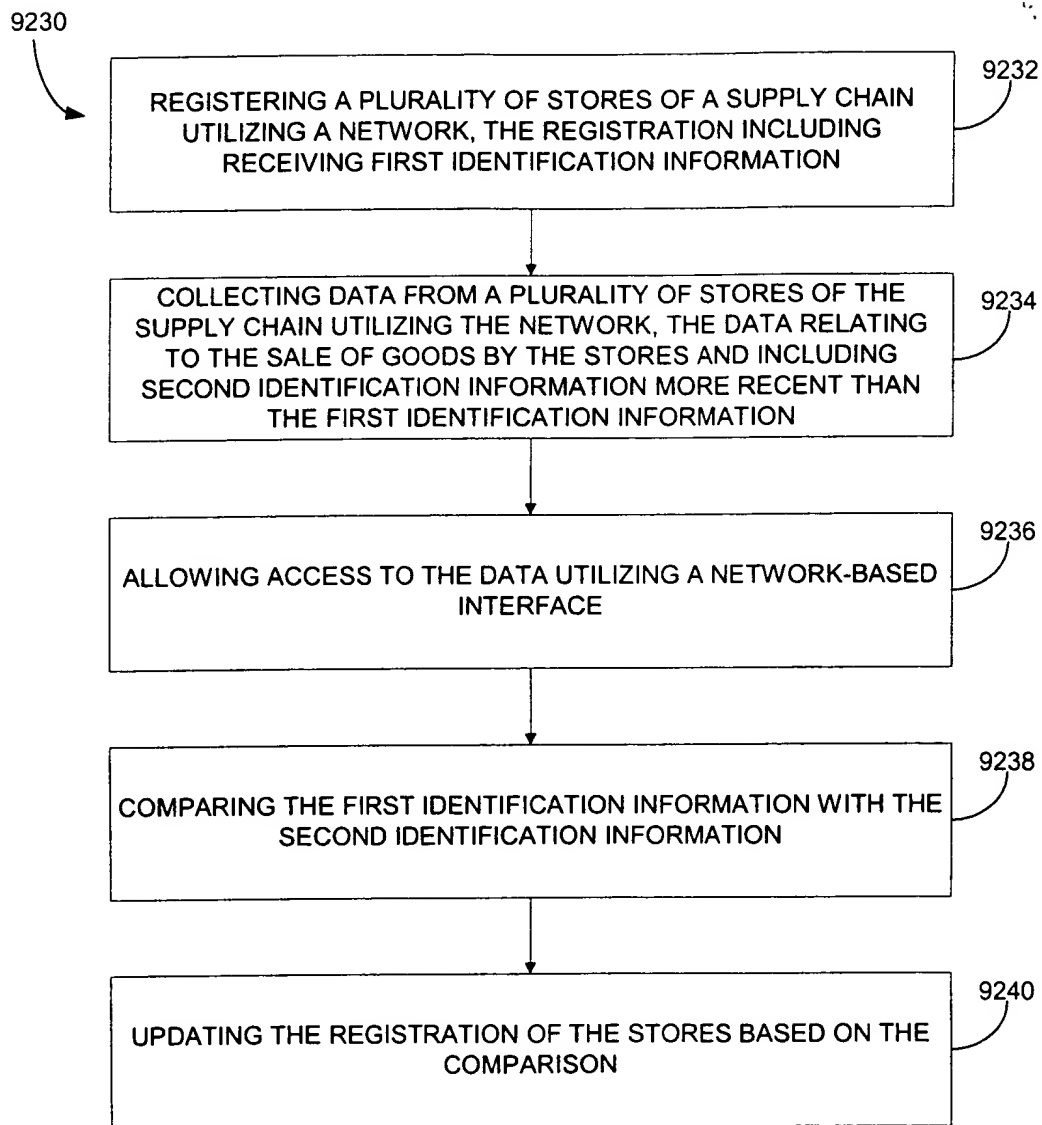 9230
9232
REGISTERING A PLURALITY OF STORES OF A SUPPLY CHAIN
UTILIZING A NETWORK, THE REGISTRATION INCLUDING
RECEIVING FIRST IDENTIFICATION INFORMATION
9234
COLLECTING DATA FROM A PLURALITY OF STORES OF THE
SUPPLY CHAIN UTILIZING THE NETWORK, THE DATA RELATING
TO THE SALE OF GOODS BY THE STORES AND INCLUDING
SECOND IDENTIFICATION INFORMATION MORE RECENT THAN
THE FIRST IDENTIFICATION INFORMATION
9236
ALLOWING ACCESS TO THE DATA UTILIZING A NETWORK-BASED
INTERFACE
9238
COMPARING THE FIRST IDENTIFICATION INFORMATION WITH THE
SECOND IDENTIFICATION INFORMATION
9240
UPDATING THE REGISTRATION OF THE STORES BASED ON THE
COMPARISON